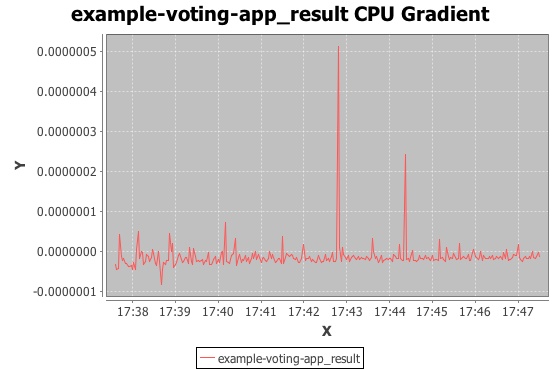 example-voting-app_result CPU Gradient
Y
0.0000005
0.0000004
0.0000003
0.0000002
0.0000001
0.0000000
-0.0000001
17:38 17:39 17:40 17:41 17:42 17:43 17:44 17:45 17:46 17:47
X
example-voting-app_result